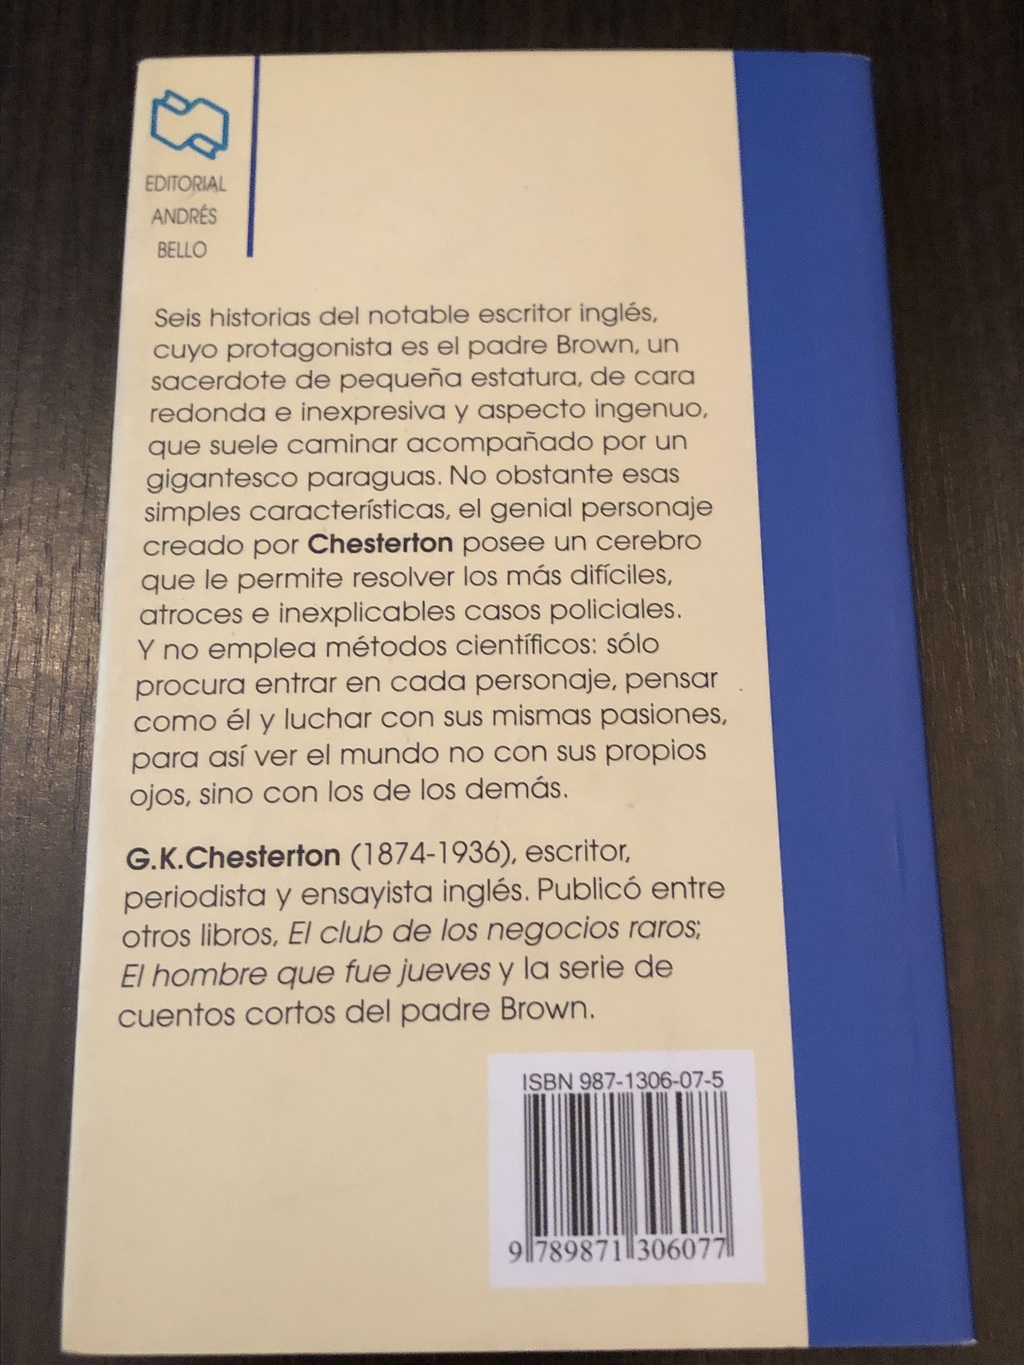 EDITORIAL
ANDRÉS
BELLO
Seis historias del notable escritor inglés,
cuyo protagonista es el padre Brown, un
sacerdote de pequeña estatura, de cara
redonda e inexpresiva y aspecto ingenuo,
que suele caminar acompañado por un
gigantesco paraguas. No obstante esas
simples características, el genial personaje
creado por Chesterton posee un cerebro
que le permite resolver los más difíciles,
atroces e inexplicables casos policiales.
Y no emplea métodos científicos: sólo
procura entrar en cada personaje, pensar
como él y luchar con sus mismas pasiones,
para así ver el mundo no con sus propios
ojos, sino con los de los demás.
G.K.Chesterton (1874-1936), escritor,
periodista y ensayista inglés. Publicó entre
otros libros, El club de los negocios raros;
El hombre que fue jueves y la serie de
cuentos cortos del padre Brown.
ISBN 987-1306-07-5
9 789871 306077